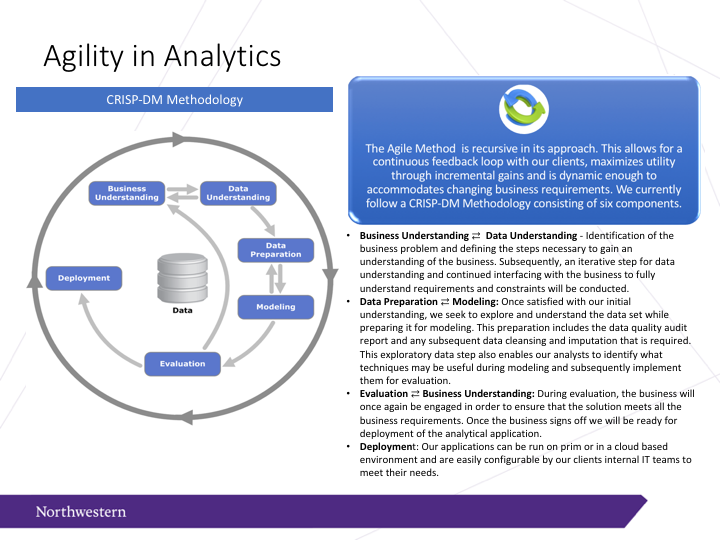 Agility in Analytics
CRISP-DM Methodology
Business
Understanding
Data
Understanding
Data
Preparation
Modeling
Evaluation
Deployment
Data
The Agile Method is recursive in its approach. This allows for a
continuous feedback loop with our clients, maximizes utility
through incremental gains and is dynamic enough to
accommodates changing business requirements. We currently
follow a CRISP-DM Methodology consisting of six components.
• Business Understanding ⇄ Data Understanding - Identification of the
business problem and defining the steps necessary to gain an
understanding of the business. Subsequently, an iterative step for data
understanding and continued interfacing with the business to fully
understand requirements and constraints will be conducted.
• Data Preparation ⇄ Modeling: Once satisfied with our initial
understanding, we seek to explore and understand the data set while
preparing it for modeling. This preparation includes the data quality audit
report and any subsequent data cleansing and imputation that is required.
This exploratory data step also enables our analysts to identify what
techniques may be useful during modeling and subsequently implement
them for evaluation.
• Evaluation ⇄ Business Understanding: During evaluation, the business will
once again be engaged in order to ensure that the solution meets all the
business requirements. Once the business signs off we will be ready for
deployment of the analytical application.
• Deployment: Our applications can be run on prim or in a cloud based
environment and are easily configurable by our clients internal IT teams to
meet their needs.
Northwestern